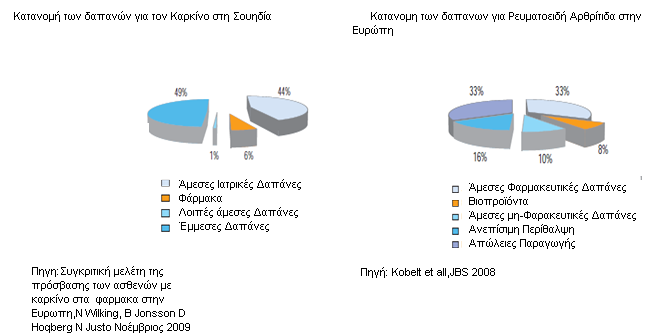 Κατανομή των δαπανών για τον Καρκίνο στη Σουηδία
49%
44%
1%
6%
Άμεσες Ιατρικές Δαπάνες
Φάρμακα
Λοιπές άμεσες Δαπάνες
Έμμεσες Δαπάνες
Πηγη: Συγκριτική μελέτη της
πρόσβασης των ασθενών με
καρκίνο στα φαρμακα στην
Ευρωπη,N Wilking, B Jonsson D
Hogberg N Justo Νοέμβριος 2009
Κατανομη των δαπανων για Ρευματοειδή Αρθρίτιδα στην
Ευρώπη
33%
33%
16%
10%
8%
Άμεσες Φαρμακευτικές Δαπάνες
Βιοπροϊόντα
Άμεσες μη-Φαρακευτικές Δαπάνες
Ανεπίσιμη Περίθαλψη
Απώλειες Παραγωγής
Πηγή: Kobelt et all,JBS 2008